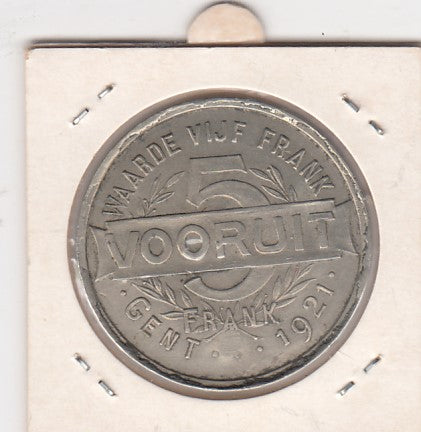 WAARDE VIJF FRANK
5
VOORUIT
FRANK
· GENT · · 1921 ·